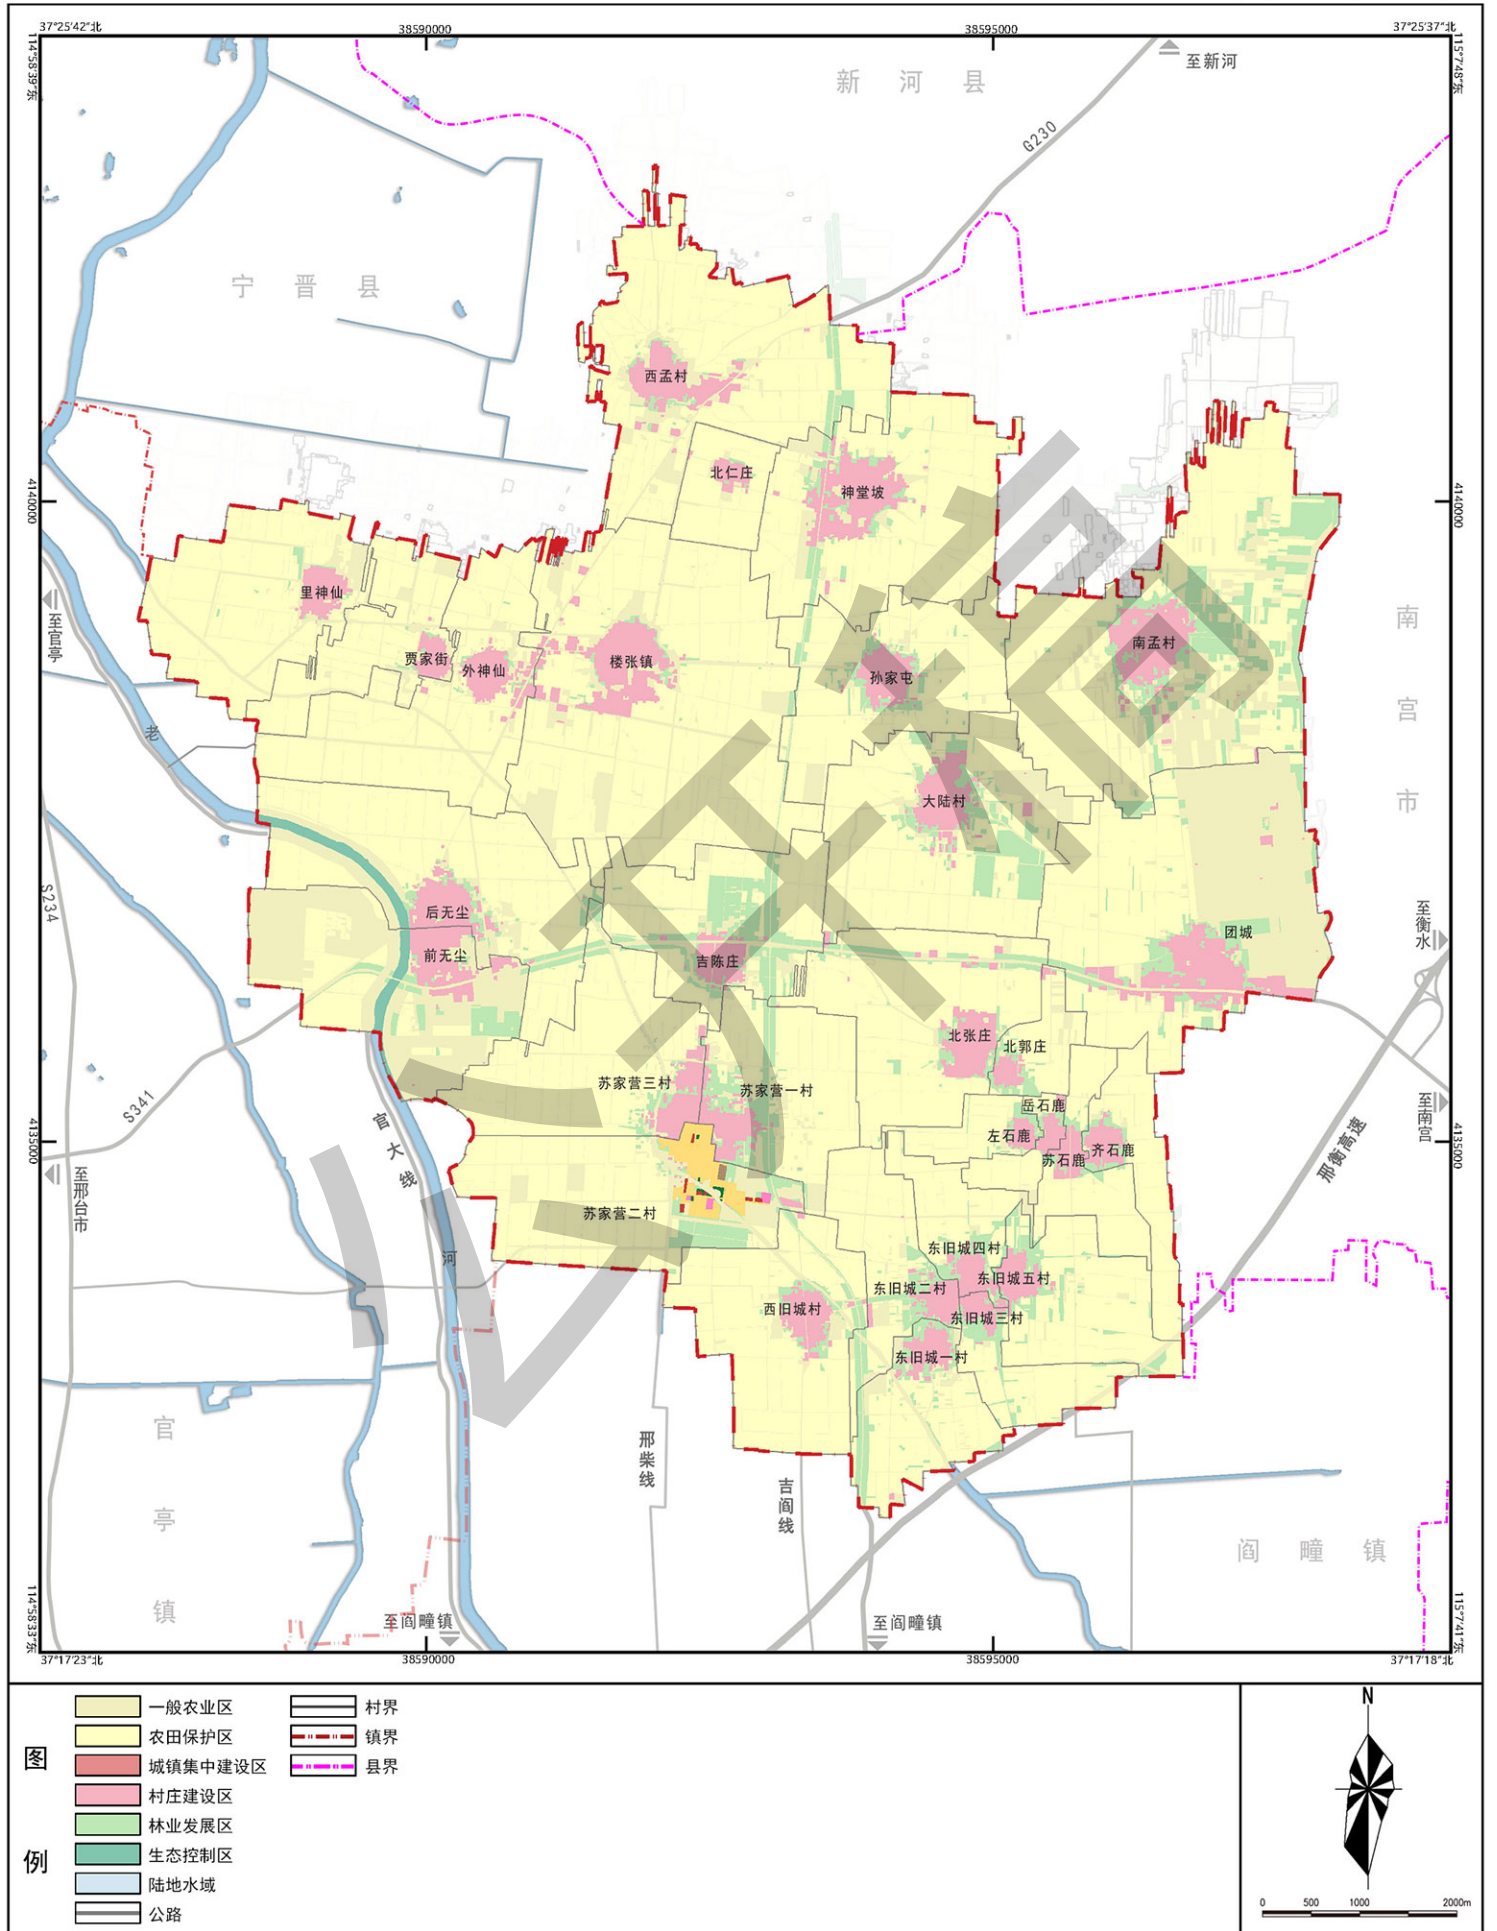 37°25′42″北
38590000
38595000
37°25′37″北
114°58′39″东
115°7′48″东
至新河
新河县
G230
宁晋县
西孟村
北仁庄
神堂坡
4140000
4140000
里神仙
至官亭
贾家街
外神仙
楼张镇
孙家屯
南孟村
南宫市
老
大陆村
S234
后无尘
前无尘
吉陈庄
团城
至衡水
北张庄
北郭庄
苏家营三村
苏家营一村
岳石鹿
左石鹿
苏石鹿
齐石鹿
至南宫
S341
官大线
4135000
4135000
邢衡高速
至邢台市
苏家营二村
河
东旧城四村
东旧城五村
东旧城二村
东旧城三村
西旧城村
东旧城一村
官亭镇
邢柴线
吉阎线
阎疃镇
至阎疃镇
至阎疃镇
114°58′33″东
115°7′41″东
37°17′23″北
38590000
38595000
37°17′18″北
公示稿
图例
一般农业区
农田保护区
城镇集中建设区
村庄建设区
林业发展区
生态控制区
陆地水域
公路
村界
镇界
县界
N
0 500 1000 2000m